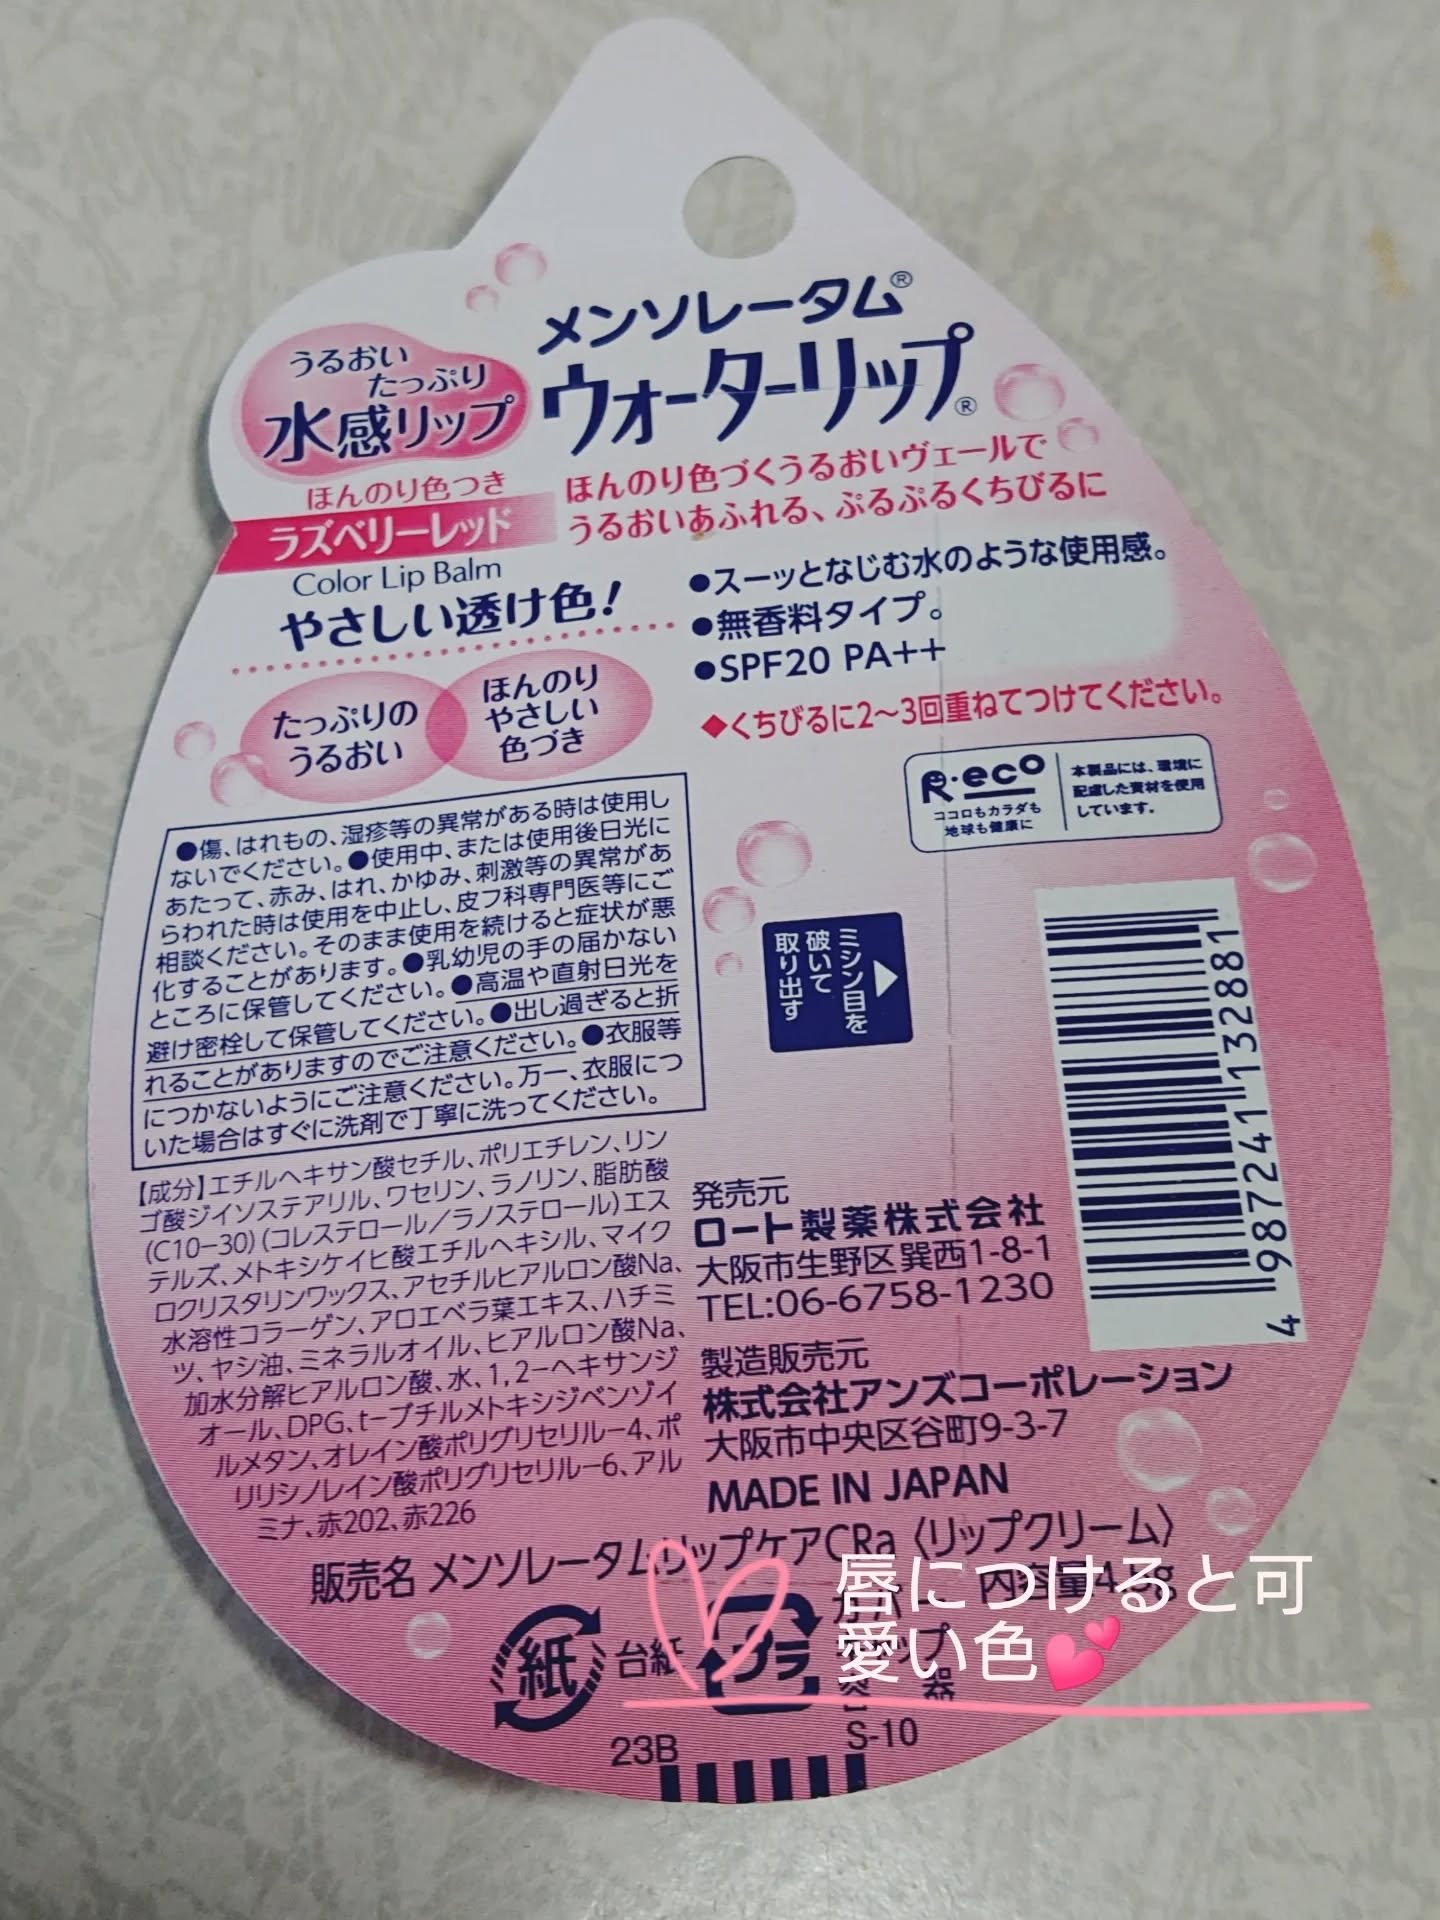 メンソレータム®
ウォーターリップ®
うるおい
たっぷり
水感リップ
ほんのり色つき
ラズベリーレッド
Color Lip Balm
やさしい透け色!
たっぷりの
うるおい
ほんのり
やさしい
色づき
ほんのり色づくうるおいヴェールで
うるおいあふれる、ぷるぷるくちびるに
●スーッとなじむ水のような使用感。
●無香料タイプ。
●SPF20 PA++
◆くちびるに2〜3回重ねてつけてください。
R・eco
ココロもカラダも
地球も健康に
本製品には、環境に
配慮した資材を使用
しています。
●傷、はれもの、湿疹等の異常がある時は使用し
ないでください。●使用中、または使用後日光に
あたって、赤み、はれ、かゆみ、刺激等の異常があ
らわれた時は使用を中止し、皮フ科専門医等にご
相談ください。そのまま使用を続けると症状が悪
化することがあります。●乳幼児の手の届かない
ところに保管してください。●高温や直射日光を
避け密栓して保管してください。●出し過ぎると折
れることがありますのでご注意ください。●衣服等
につかないようにご注意ください。万一、衣服につ
いた場合はすぐに洗剤で丁寧に洗ってください。
ミシン目を
破いて
取り出す
4 987241 132881
【成分】エチルヘキサン酸セチル、ポリエチレン、リン
ゴ酸ジイソステアリル、ワセリン、ラノリン、脂肪酸
(C10-30)(コレステロール/ラノステロール)エス
テルズ、メトキシケイヒ酸エチルヘキシル、マイク
ロクリスタリンワックス、アセチルヒアルロン酸Na、
水溶性コラーゲン、アロエベラ葉エキス、ハチミ
ツ、ヤシ油、ミネラルオイル、ヒアルロン酸Na、
加水分解ヒアルロン酸、水、1,2-ヘキサンジ
オール、DPG、t-ブチルメトキシジベンゾイ
ルメタン、オレイン酸ポリグリセリル-4、ポ
リリシノレイン酸ポリグリセリル-6、アル
ミナ、赤202、赤226
発売元
ロート製薬株式会社
大阪市生野区巽西1-8-1
TEL:06-6758-1230
製造販売元
株式会社アンズコーポレーション
大阪市中央区谷町9-3-7
MADE IN JAPAN
販売名 メンソレータムリップケアCRa〈リップクリーム〉
内容量4.5g
唇につけると可
愛い色💕
紙
台紙
プラ
23B
S-10